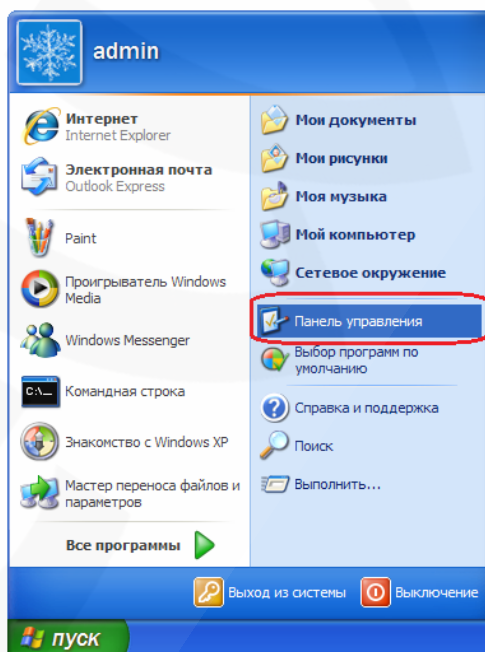 admin
Интернет
Internet Explorer
Электронная почта
Outlook Express
Paint
Проигрыватель Windows
Media
Windows Messenger
C:\_
Командная строка
Знакомство с Windows XP
Мастер переноса файлов и
параметров
Все программы
Мои документы
Мои рисунки
Моя музыка
Мой компьютер
Сетевое окружение
Панель управления
Выбор программ по
умолчанию
Справка и поддержка
Поиск
Выполнить...
Выход из системы
Выключение
пуск